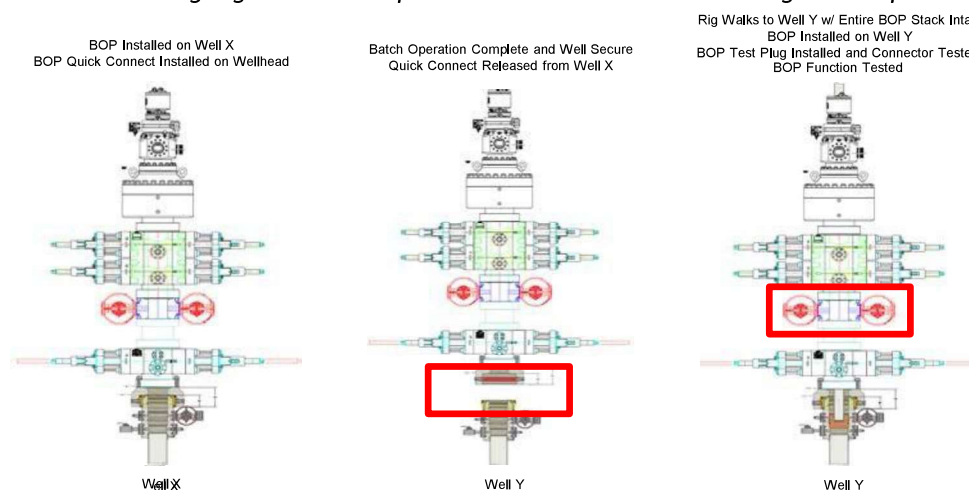 BOP Installed on Well X
BOP Quick Connect Installed on Wellhead
Batch Operation Complete and Well Secure
Quick Connect Released from Well X
Rig Walks to Well Y w/ Entire BOP Stack Inta
BOP Installed on Well Y
BOP Test Plug Installed and Connector Teste
BOP Function Tested
Well X
Well Y
Well Y